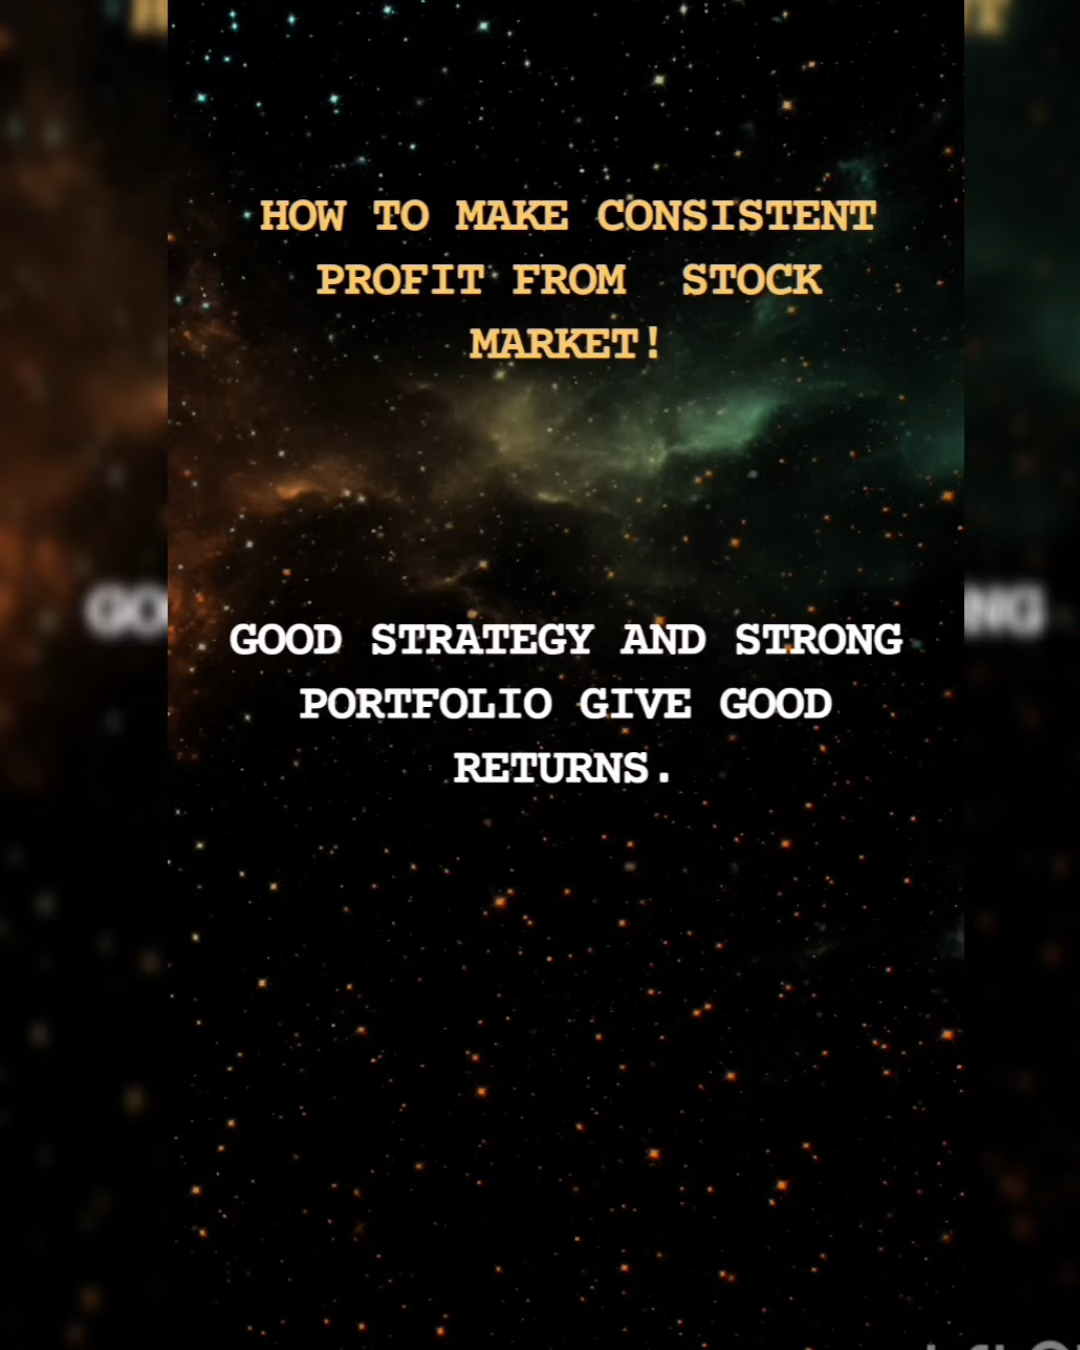 HOW TO MAKE CONSISTENT
PROFIT FROM STOCK
MARKET!
GOOD STRATEGY AND STRONG
PORTFOLIO GIVE GOOD
RETURNS.